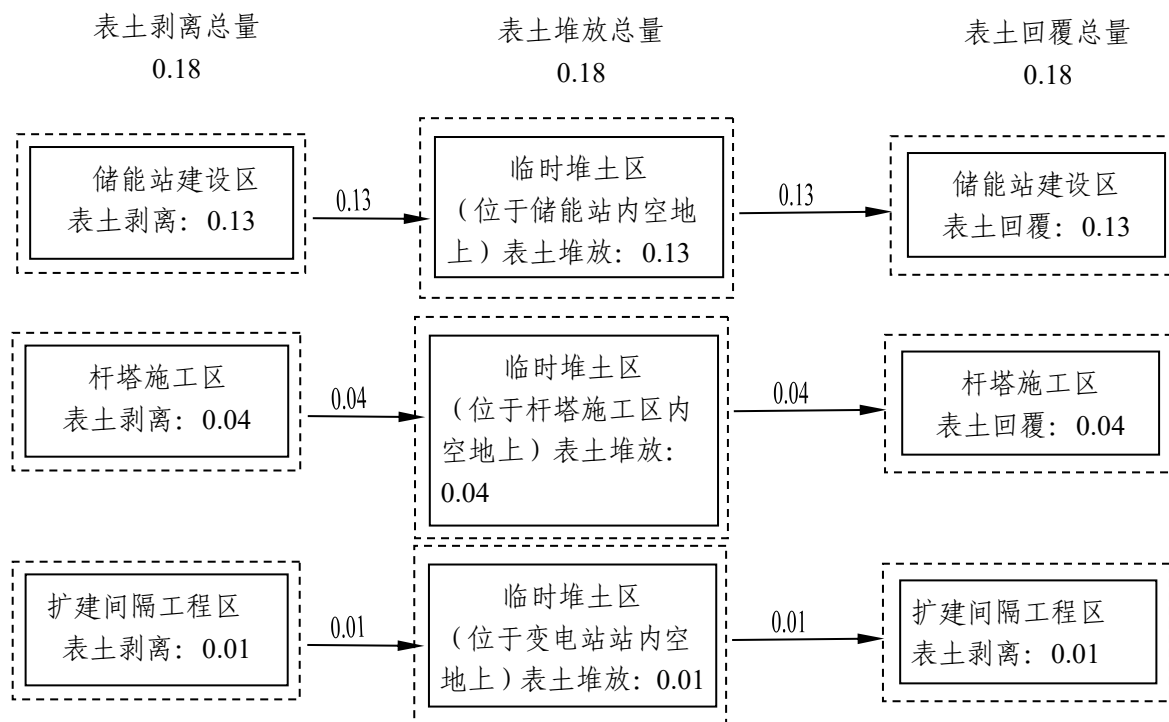 表土剥离总量
0.18
表土堆放总量
0.18
表土回覆总量
0.18
储能站建设区
表土剥离：0.13
0.13
临时堆土区
（位于储能站内空地
上）表土堆放：0.13
0.13
储能站建设区
表土回覆：0.13
杆塔施工区
表土剥离：0.04
0.04
临时堆土区
（位于杆塔施工区内
空地上）表土堆放：
0.04
0.04
杆塔施工区
表土回覆：0.04
扩建间隔工程区
表土剥离：0.01
0.01
临时堆土区
（位于变电站站内空
地上）表土堆放：0.01
0.01
扩建间隔工程区
表土剥离：0.01